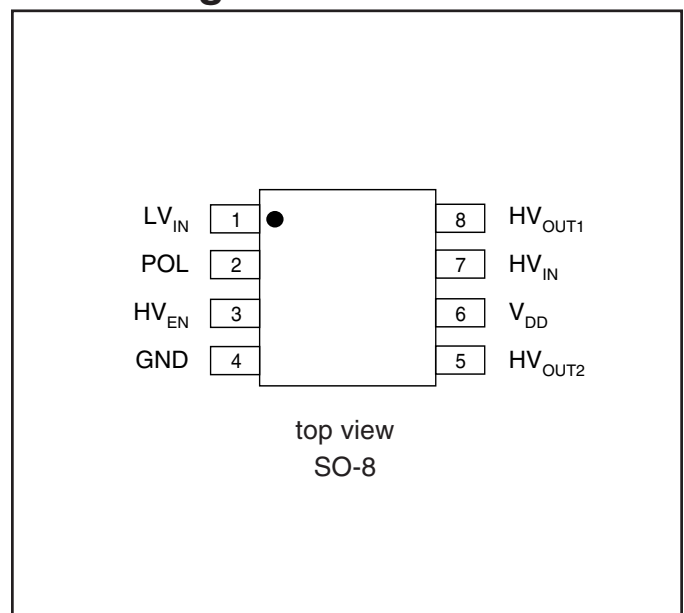 LV_IN 1 8 HV_OUT1
POL 2 7 HV_IN
HV_EN 3 6 V_DD
GND 4 5 HV_OUT2
top view
SO-8